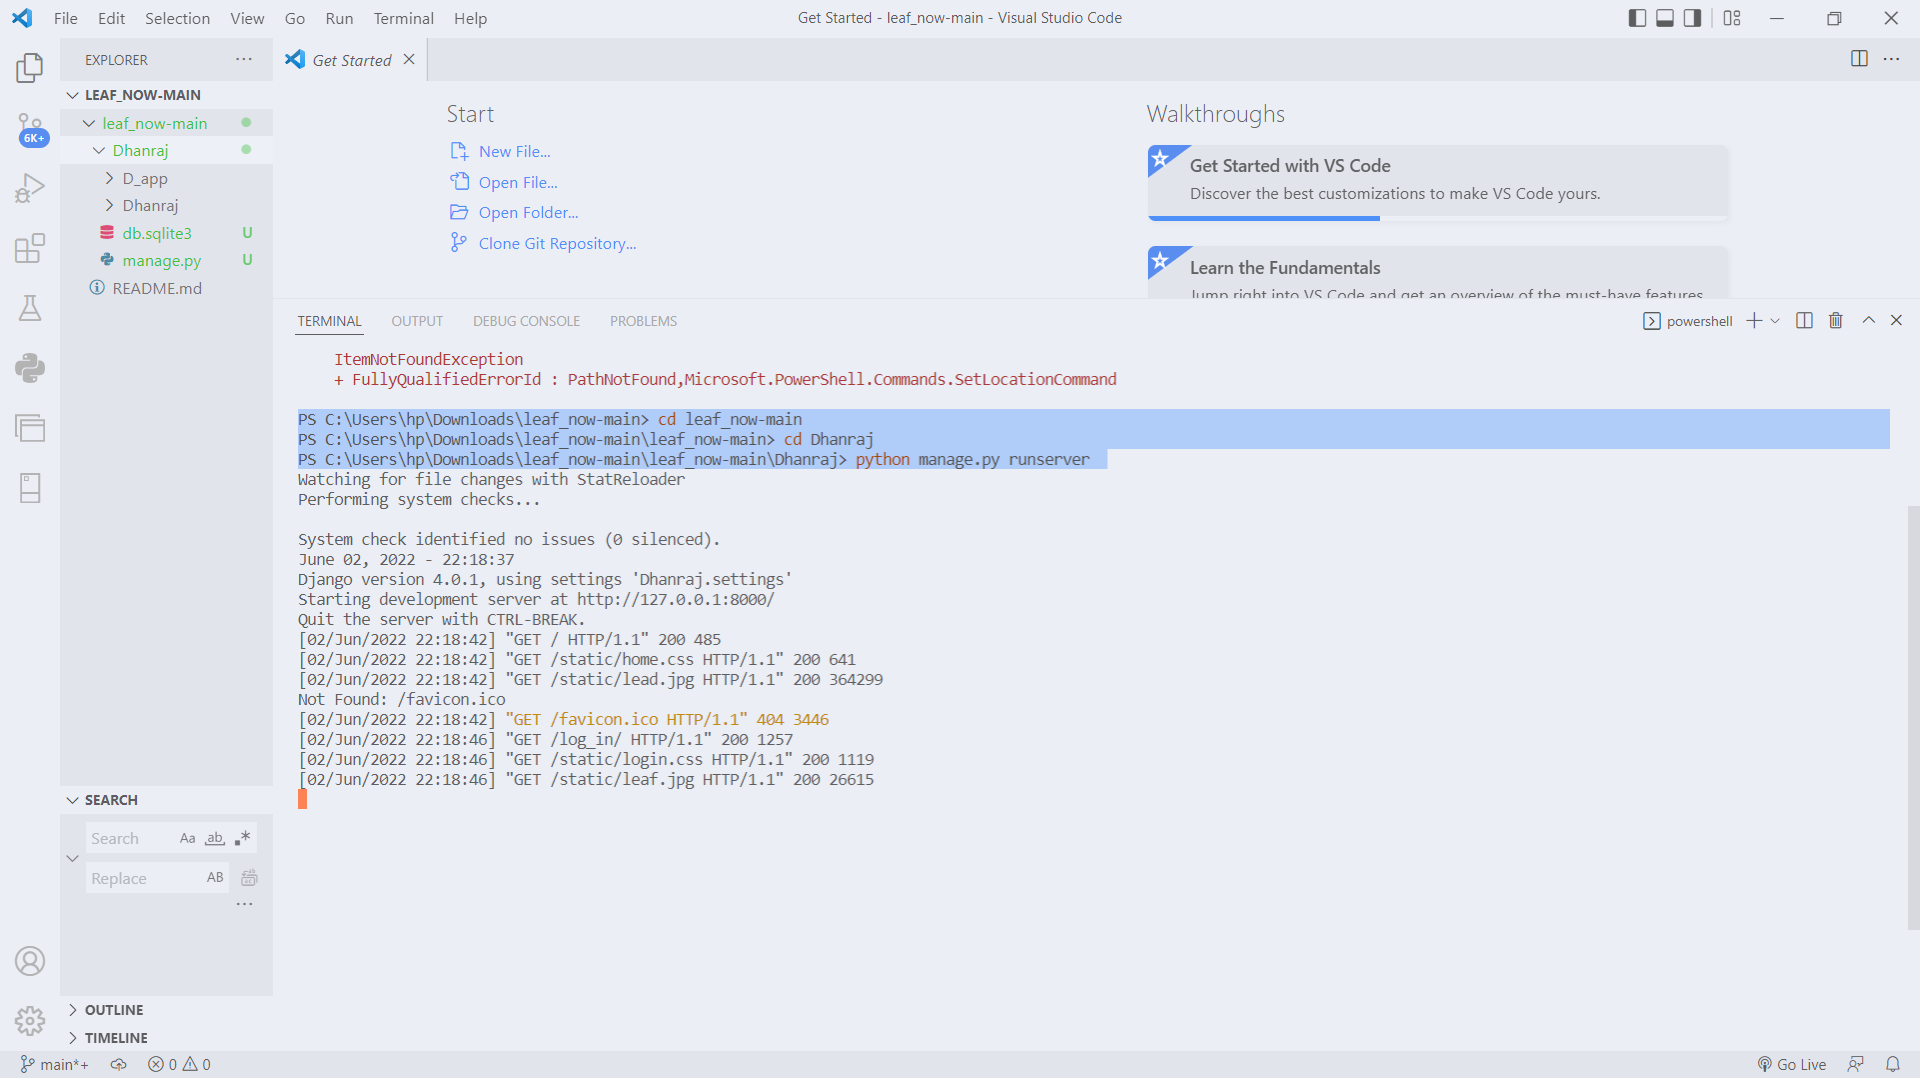 File Edit Selection View Go Run Terminal Help
Get Started - leaf_now-main - Visual Studio Code
EXPLORER
LEAF_NOW-MAIN
leaf_now-main
Dhanraj
D_app
Dhanraj
db.sqlite3 U
manage.py U
README.md
6K+
Get Started
Start
New File...
Open File...
Open Folder...
Clone Git Repository...
Walkthroughs
Get Started with VS Code
Discover the best customizations to make VS Code yours.
Learn the Fundamentals
Jump right into VS Code and get an overview of the must-have features
TERMINAL OUTPUT DEBUG CONSOLE PROBLEMS
powershell
ItemNotFoundException
+ FullyQualifiedErrorId : PathNotFound,Microsoft.PowerShell.Commands.SetLocationCommand
PS C:\Users\hp\Downloads\leaf_now-main> cd leaf_now-main
PS C:\Users\hp\Downloads\leaf_now-main\leaf_now-main> cd Dhanraj
PS C:\Users\hp\Downloads\leaf_now-main\leaf_now-main\Dhanraj> python manage.py runserver
Watching for file changes with StatReloader
Performing system checks...
System check identified no issues (0 silenced).
June 02, 2022 - 22:18:37
Django version 4.0.1, using settings 'Dhanraj.settings'
Starting development server at http://127.0.0.1:8000/
Quit the server with CTRL-BREAK.
[02/Jun/2022 22:18:42] "GET / HTTP/1.1" 200 485
[02/Jun/2022 22:18:42] "GET /static/home.css HTTP/1.1" 200 641
[02/Jun/2022 22:18:42] "GET /static/lead.jpg HTTP/1.1" 200 364299
Not Found: /favicon.ico
[02/Jun/2022 22:18:42] "GET /favicon.ico HTTP/1.1" 404 3446
[02/Jun/2022 22:18:46] "GET /log_in/ HTTP/1.1" 200 1257
[02/Jun/2022 22:18:46] "GET /static/login.css HTTP/1.1" 200 1119
[02/Jun/2022 22:18:46] "GET /static/leaf.jpg HTTP/1.1" 200 26615
SEARCH
Search Aa ab
Replace AB
OUTLINE
TIMELINE
main*+ 0 0
Go Live